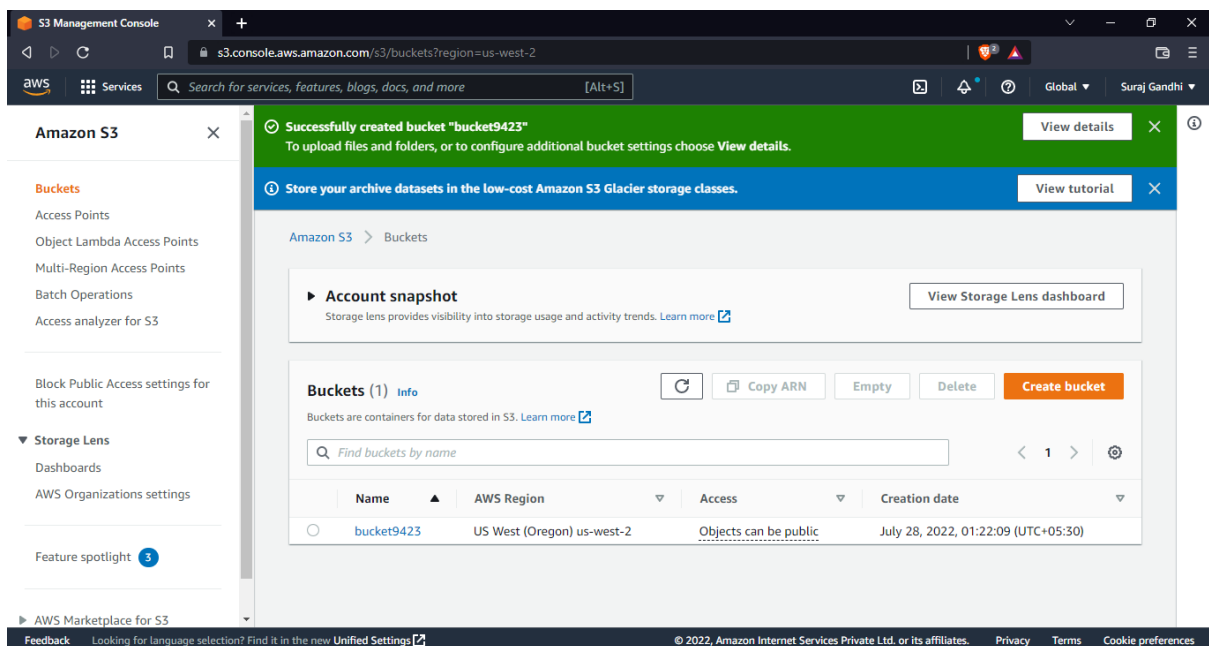 S3 Management Console
s3.console.aws.amazon.com/s3/buckets?region=us-west-2
2
aws Services Search for services, features, blogs, docs, and more [Alt+S] Global Suraj Gandhi
Amazon S3
Buckets
Access Points
Object Lambda Access Points
Multi-Region Access Points
Batch Operations
Access analyzer for S3
Block Public Access settings for
this account
Storage Lens
Dashboards
AWS Organizations settings
Feature spotlight 3
AWS Marketplace for S3
Successfully created bucket "bucket9423"
To upload files and folders, or to configure additional bucket settings choose View details.
View details
Store your archive datasets in the low-cost Amazon S3 Glacier storage classes.
View tutorial
Amazon S3 > Buckets
Account snapshot
Storage lens provides visibility into storage usage and activity trends. Learn more
View Storage Lens dashboard
Buckets (1) Info
Copy ARN Empty Delete Create bucket
Buckets are containers for data stored in S3. Learn more
Find buckets by name
1
Name AWS Region Access Creation date
bucket9423 US West (Oregon) us-west-2 Objects can be public July 28, 2022, 01:22:09 (UTC+05:30)
Feedback Looking for language selection? Find it in the new Unified Settings © 2022, Amazon Internet Services Private Ltd. or its affiliates. Privacy Terms Cookie preferences